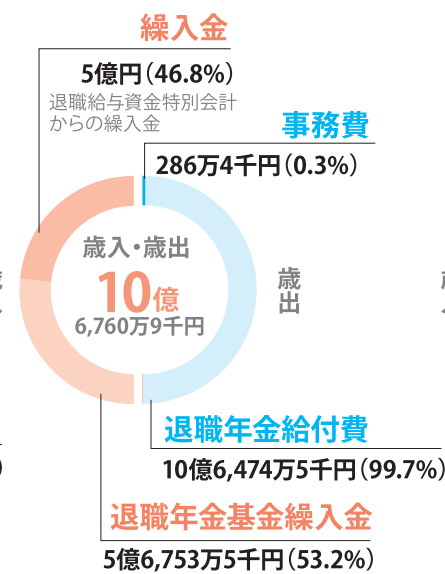 繰入金
5億円（46.8%）
退職給与資金特別会計
からの繰入金
事務費
286万4千円（0.3%）
歳入・歳出
10億
6,760万9千円
歳出
退職年金給付費
10億6,474万5千円（99.7%）
退職年金基金繰入金
5億6,753万5千円（53.2%）